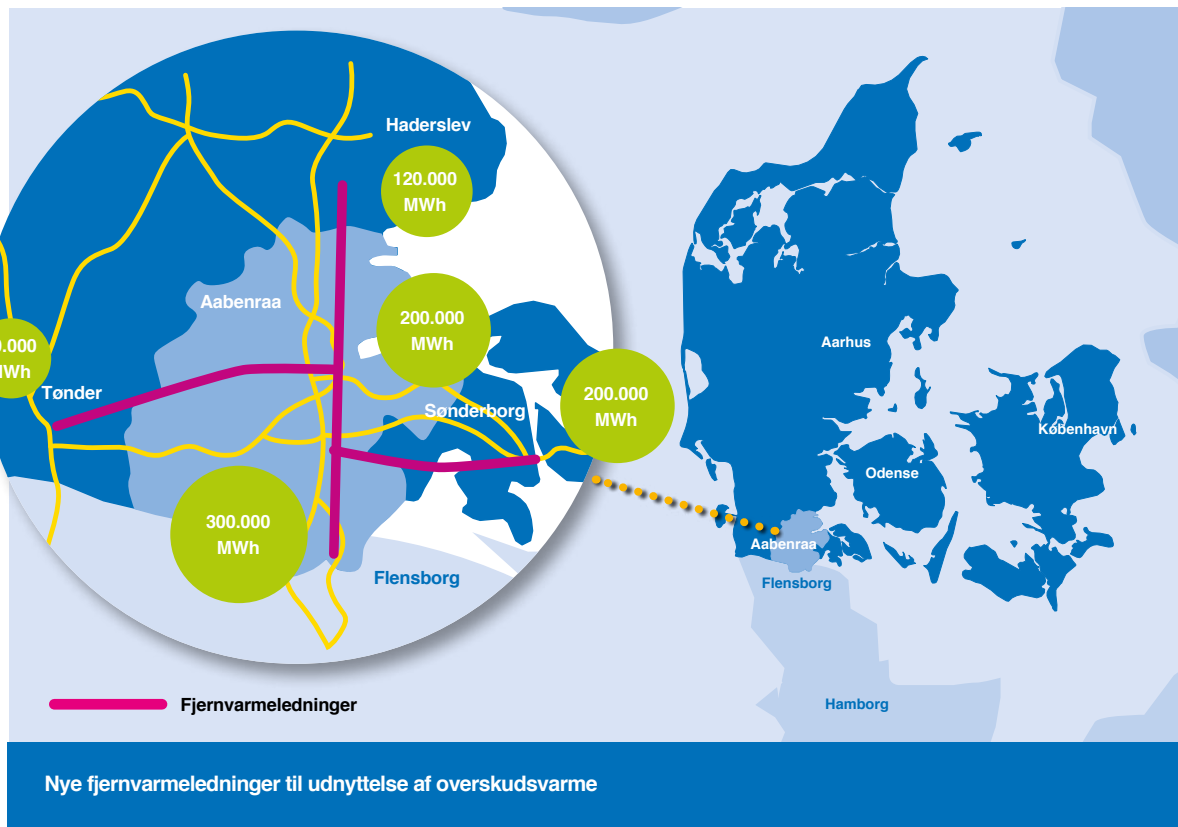 Haderslev
120.000
MWh
Aabenraa
200.000
MWh
Tønder
Sønderborg
200.000
MWh
300.000
MWh
Flensborg
Aarhus
København
Odense
Aabenraa
Flensborg
Hamborg
Fjernvarmeledninger
Nye fjernvarmeledninger til udnyttelse af overskudsvarme